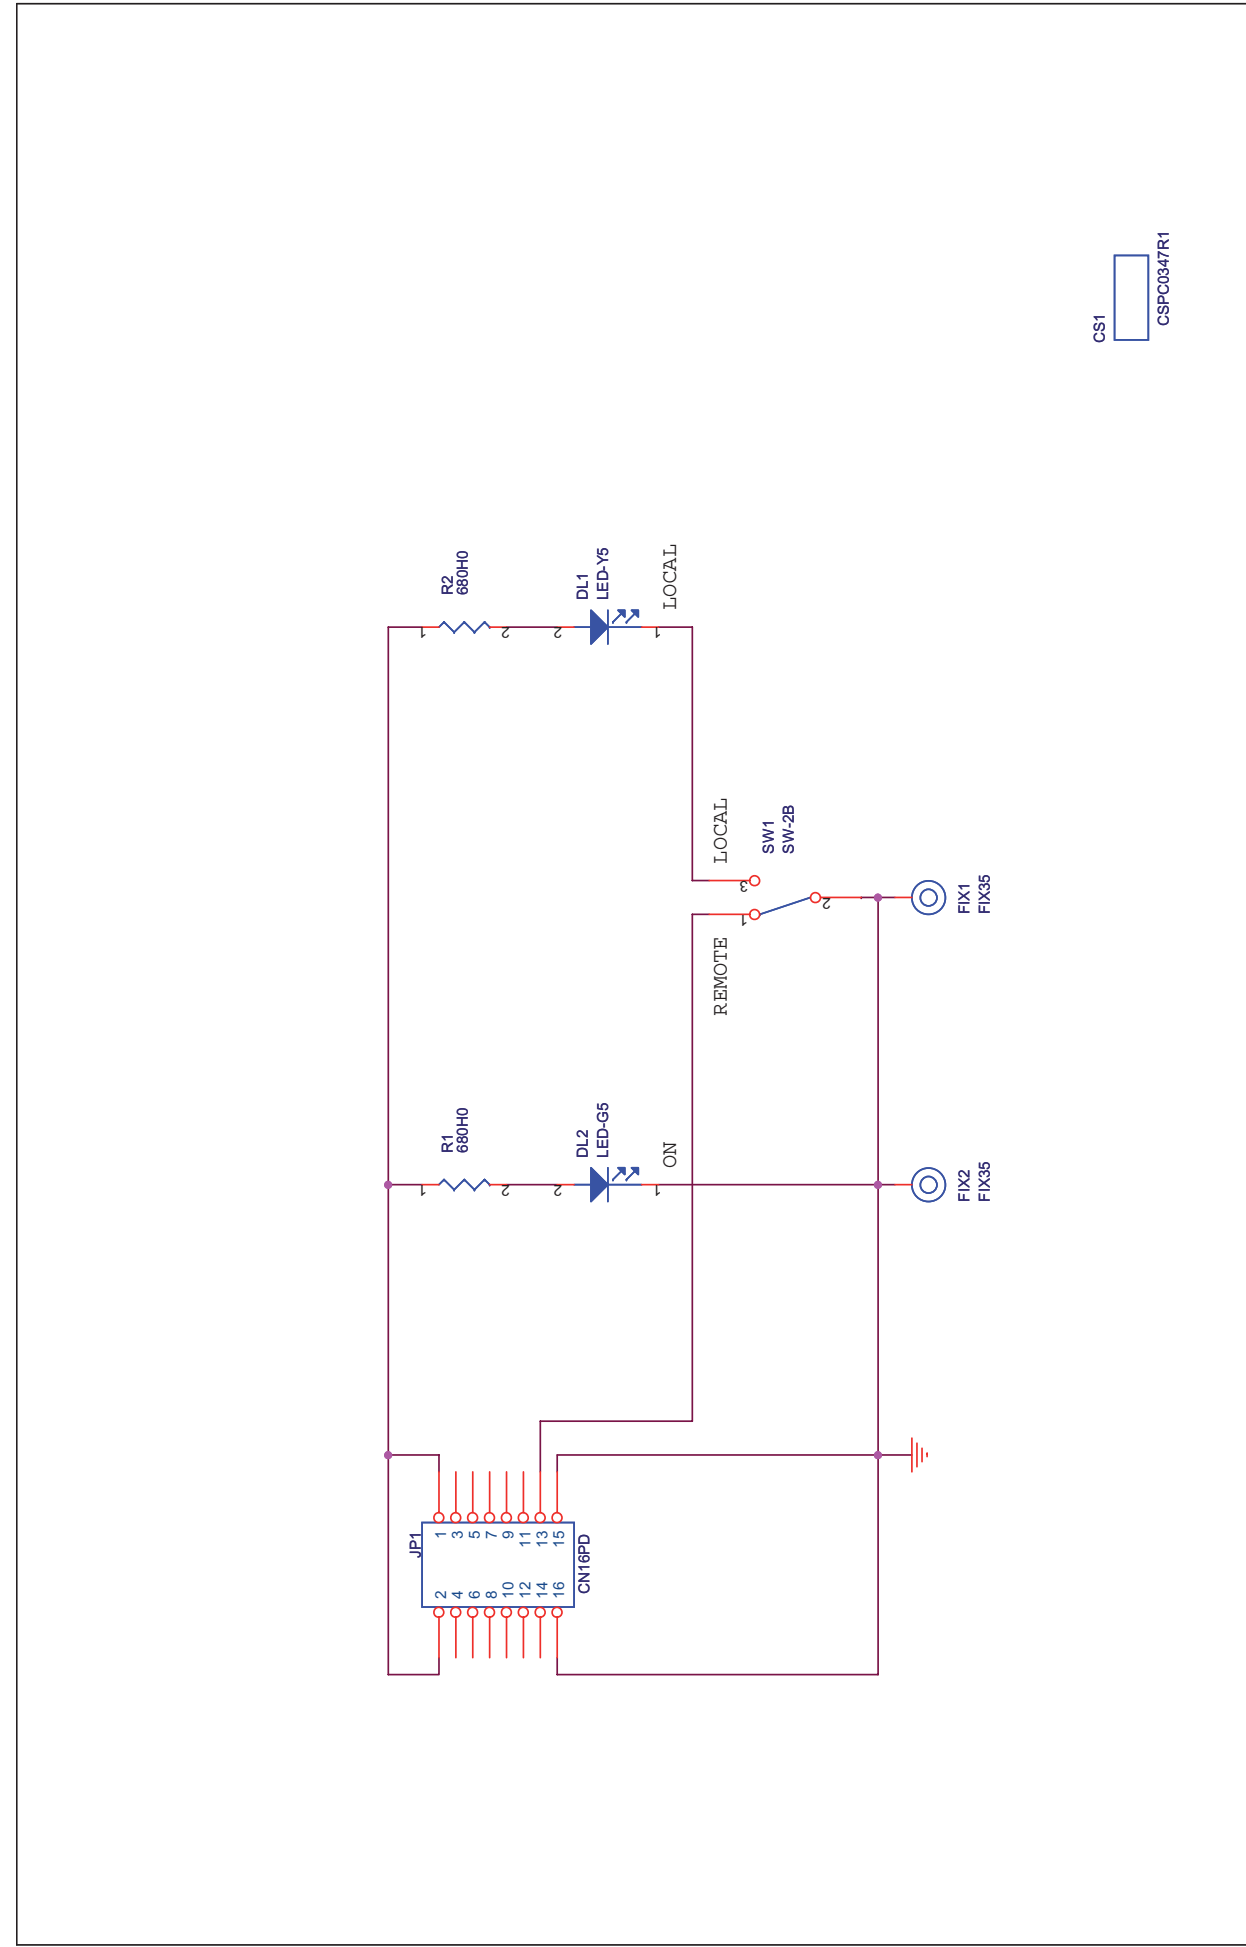 CS1
CSPC0347R1
R2
680H0
1
2
DL1
LED-Y5
2
1
LOCAL
LOCAL
3
SW1
SW-2B
1
2
REMOTE
FIX1
FIX35
R1
680H0
1
2
DL2
LED-G5
2
1
ON
FIX2
FIX35
JP1
2 1
4 3
6 5
8 7
10 9
12 11
14 13
16 15
CN16PD